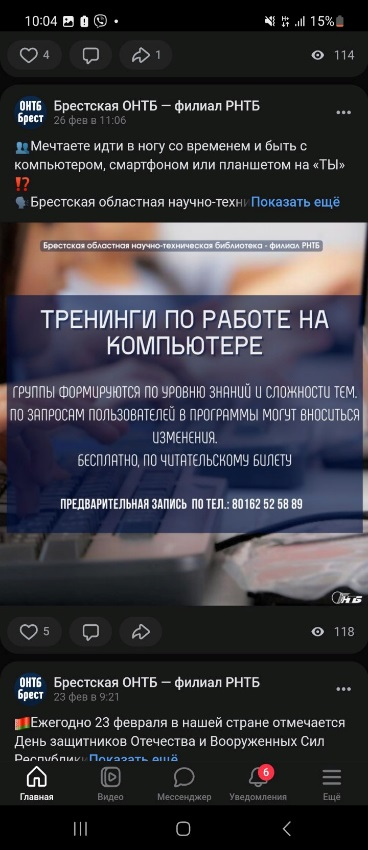 10:04 15%
4 1 114
ОНТБ
Брест
Брестская ОНТБ — филиал РНТБ
26 фев в 11:06
Мечтаете идти в ногу со временем и быть с
компьютером, смартфоном или планшетом на «ТЫ»
⁉
Брестская областная научно-техни Показать ещё
Брестская областная научно-техническая библиотека - филиал РНТБ
ТРЕНИНГИ ПО РАБОТЕ НА
КОМПЬЮТЕРЕ
ГРУППЫ ФОРМИРУЮТСЯ ПО УРОВНЮ ЗНАНИЙ И СЛОЖНОСТИ ТЕМ.
ПО ЗАПРОСАМ ПОЛЬЗОВАТЕЛЕЙ В ПРОГРАММЫ МОГУТ ВНОСИТЬСЯ
ИЗМЕНЕНИЯ.
БЕСПЛАТНО, ПО ЧИТАТЕЛЬСКОМУ БИЛЕТУ
ПРЕДВАРИТЕЛЬНАЯ ЗАПИСЬ ПО ТЕЛ.: 80162 52 58 89
ОНТБ
5 118
ОНТБ
Брест
Брестская ОНТБ — филиал РНТБ
23 фев в 9:21
Ежегодно 23 февраля в нашей стране отмечается
День защитников Отечества и Вооруженных Сил
Республики Показать ещё
6
Главная Видео Мессенджер Уведомления Ещё